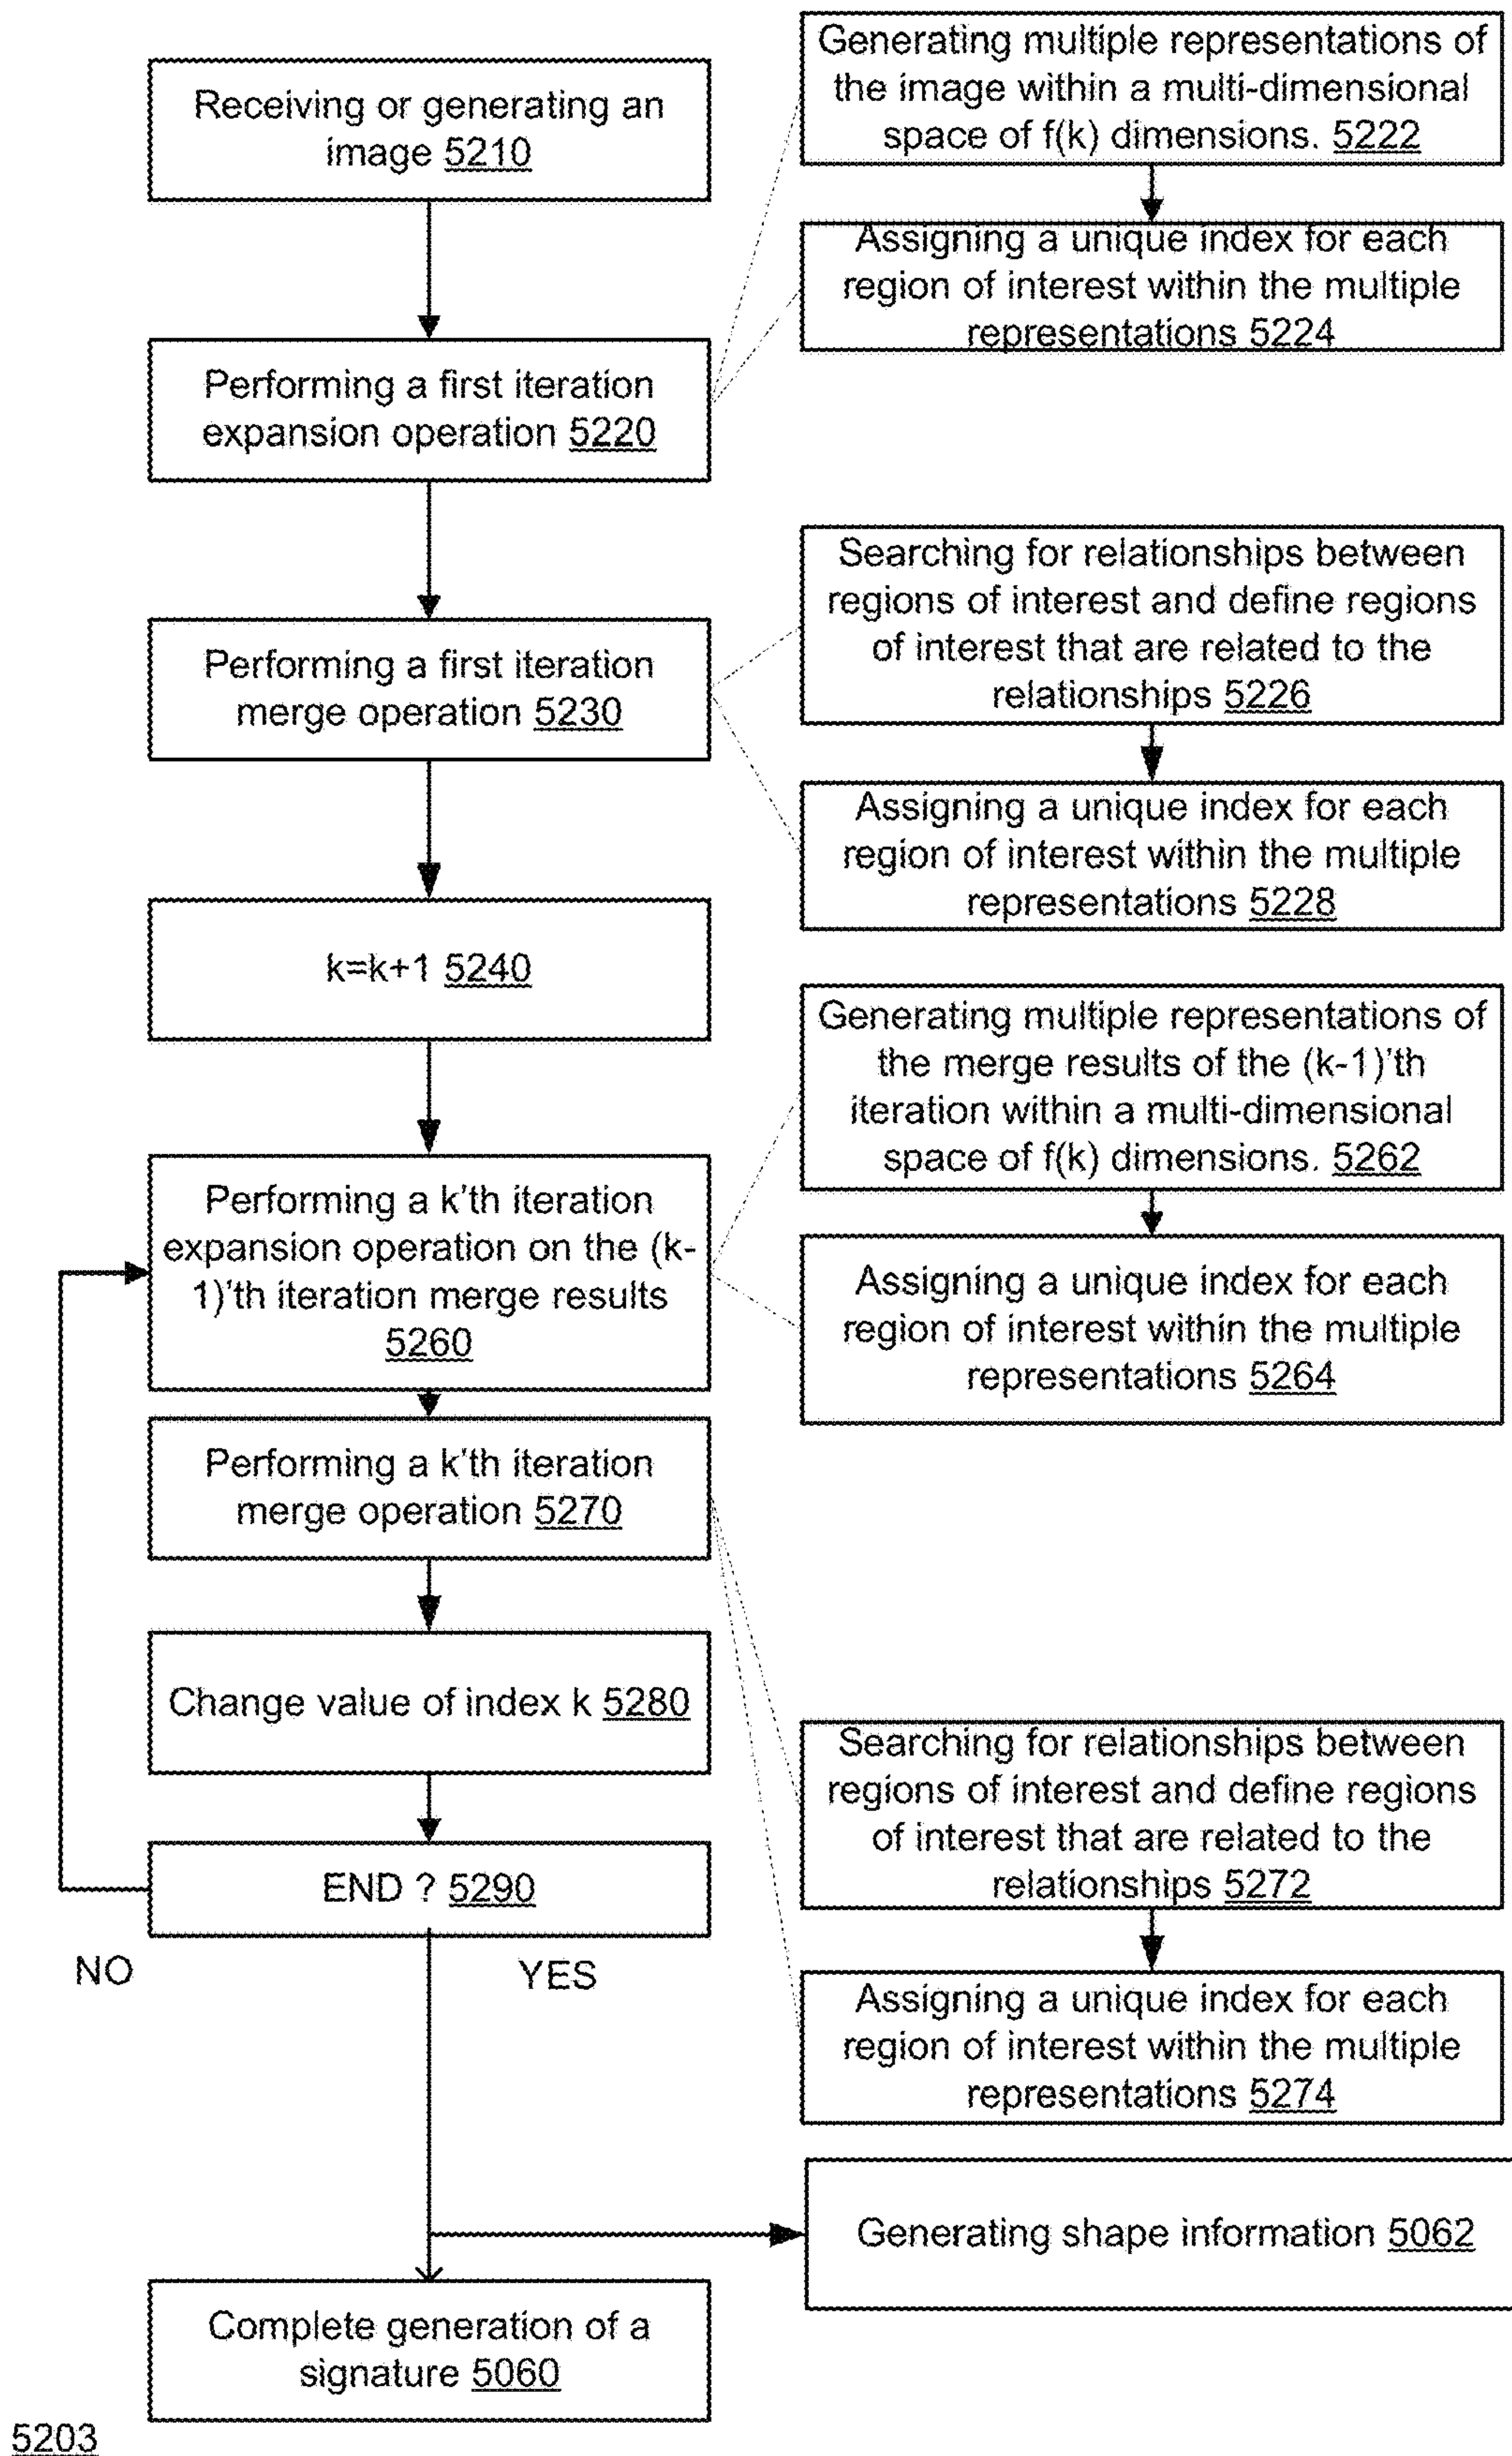 Receiving or generating an
image 5210
Generating multiple representations of
the image within a multi-dimensional
space of f(k) dimensions. 5222
Assigning a unique index for each
region of interest within the multiple
representations 5224
Performing a first iteration
expansion operation 5220
Searching for relationships between
regions of interest and define regions
of interest that are related to the
relationships 5226
Performing a first iteration
merge operation 5230
Assigning a unique index for each
region of interest within the multiple
representations 5228
k=k+1 5240
Generating multiple representations of
the merge results of the (k-1)'th
iteration within a multi-dimensional
space of f(k) dimensions. 5262
Performing a k'th iteration
expansion operation on the (k-
1)'th iteration merge results
5260
Assigning a unique index for each
region of interest within the multiple
representations 5264
Performing a k'th iteration
merge operation 5270
Change value of index k 5280
Searching for relationships between
regions of interest and define regions
of interest that are related to the
relationships 5272
END ? 5290
NO
YES
Assigning a unique index for each
region of interest within the multiple
representations 5274
Generating shape information 5062
Complete generation of a
signature 5060
5203